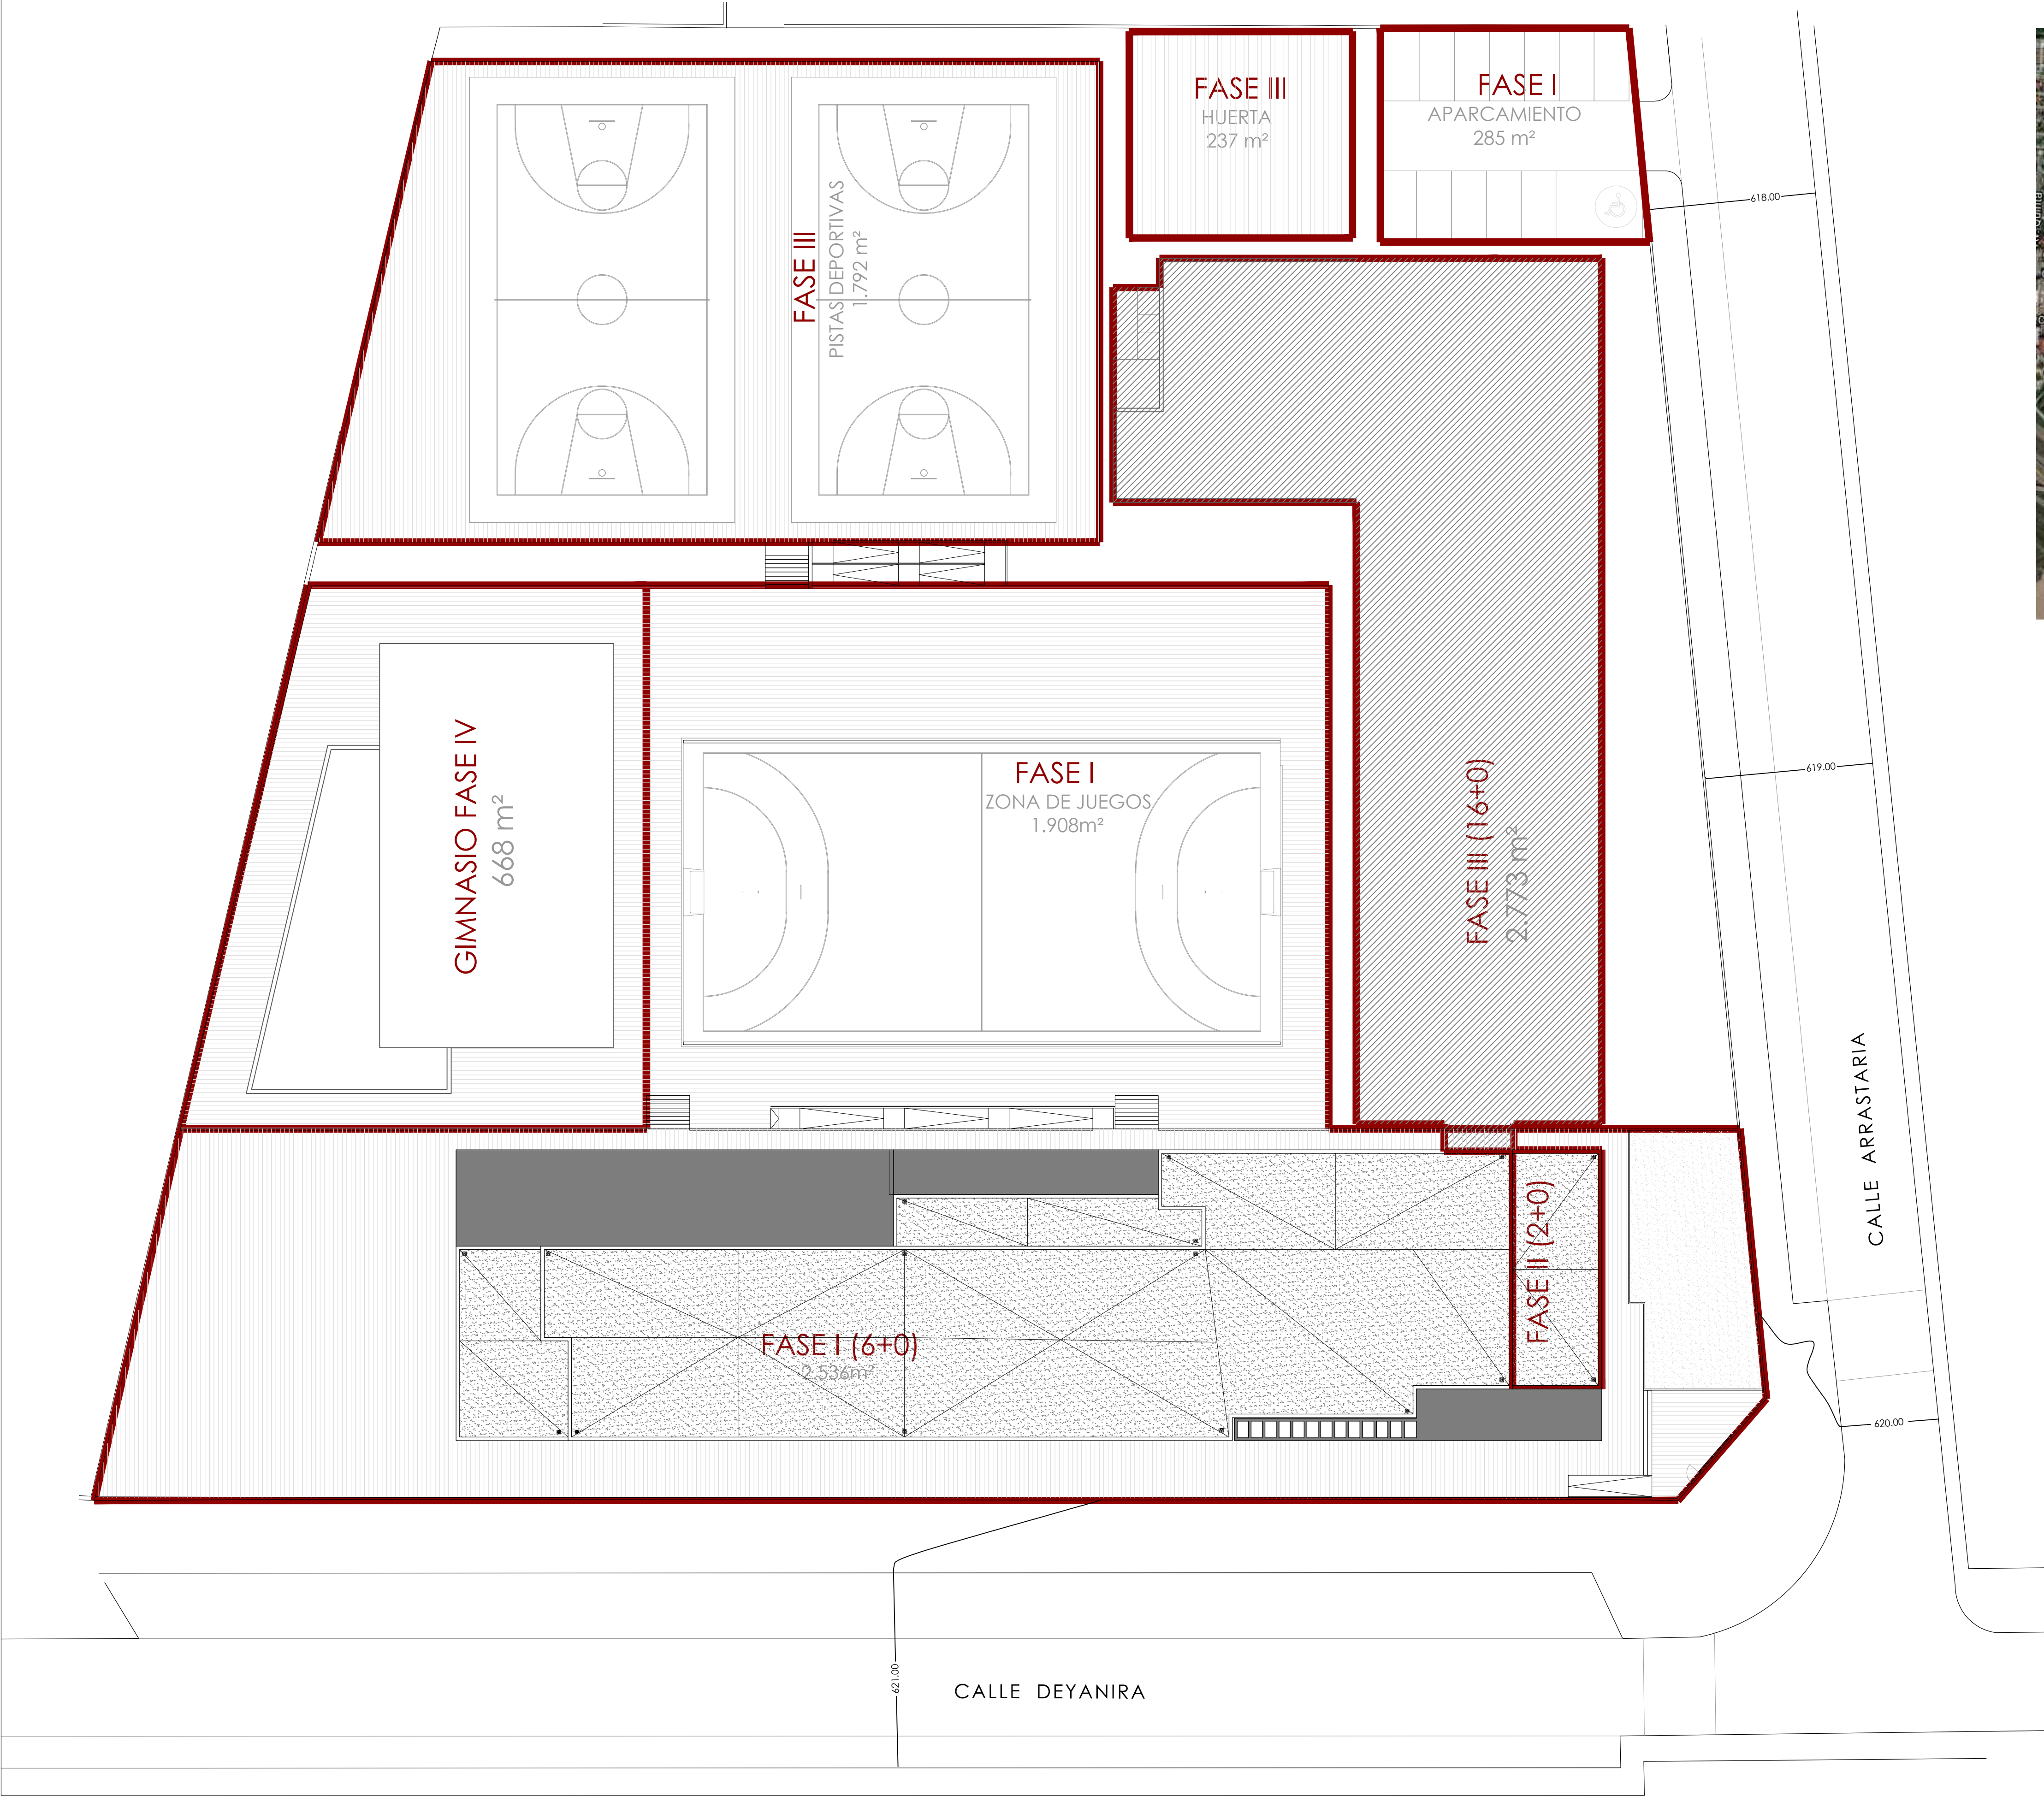 FASE III
HUERTA
237 m²
FASE I
APARCAMIENTO
285 m²
618.00
FASE III
PISTAS DEPORTIVAS
1.792 m²
619.00
FASE I
ZONA DE JUEGOS
1.908m²
GIMNASIO FASE IV
668 m²
FASE III (16+0)
2.773 m²
CALLE ARRASTARIA
FASE II (2+0)
FASE I (6+0)
2.536m²
620.00
621.00
CALLE DEYANIRA